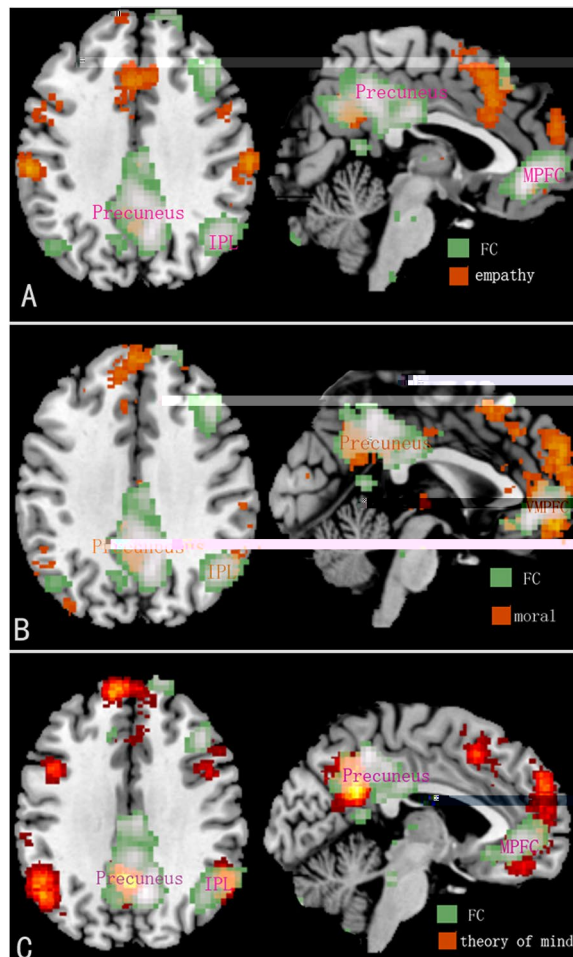 Precuneus
Precuneus
MPFC
IPL
FC
empathy
A
Precuneus
VMPFC
Precuneus
IPL
FC
moral
B
Precuneus
MPFC
Precuneus
IPL
FC
theory of mind
C